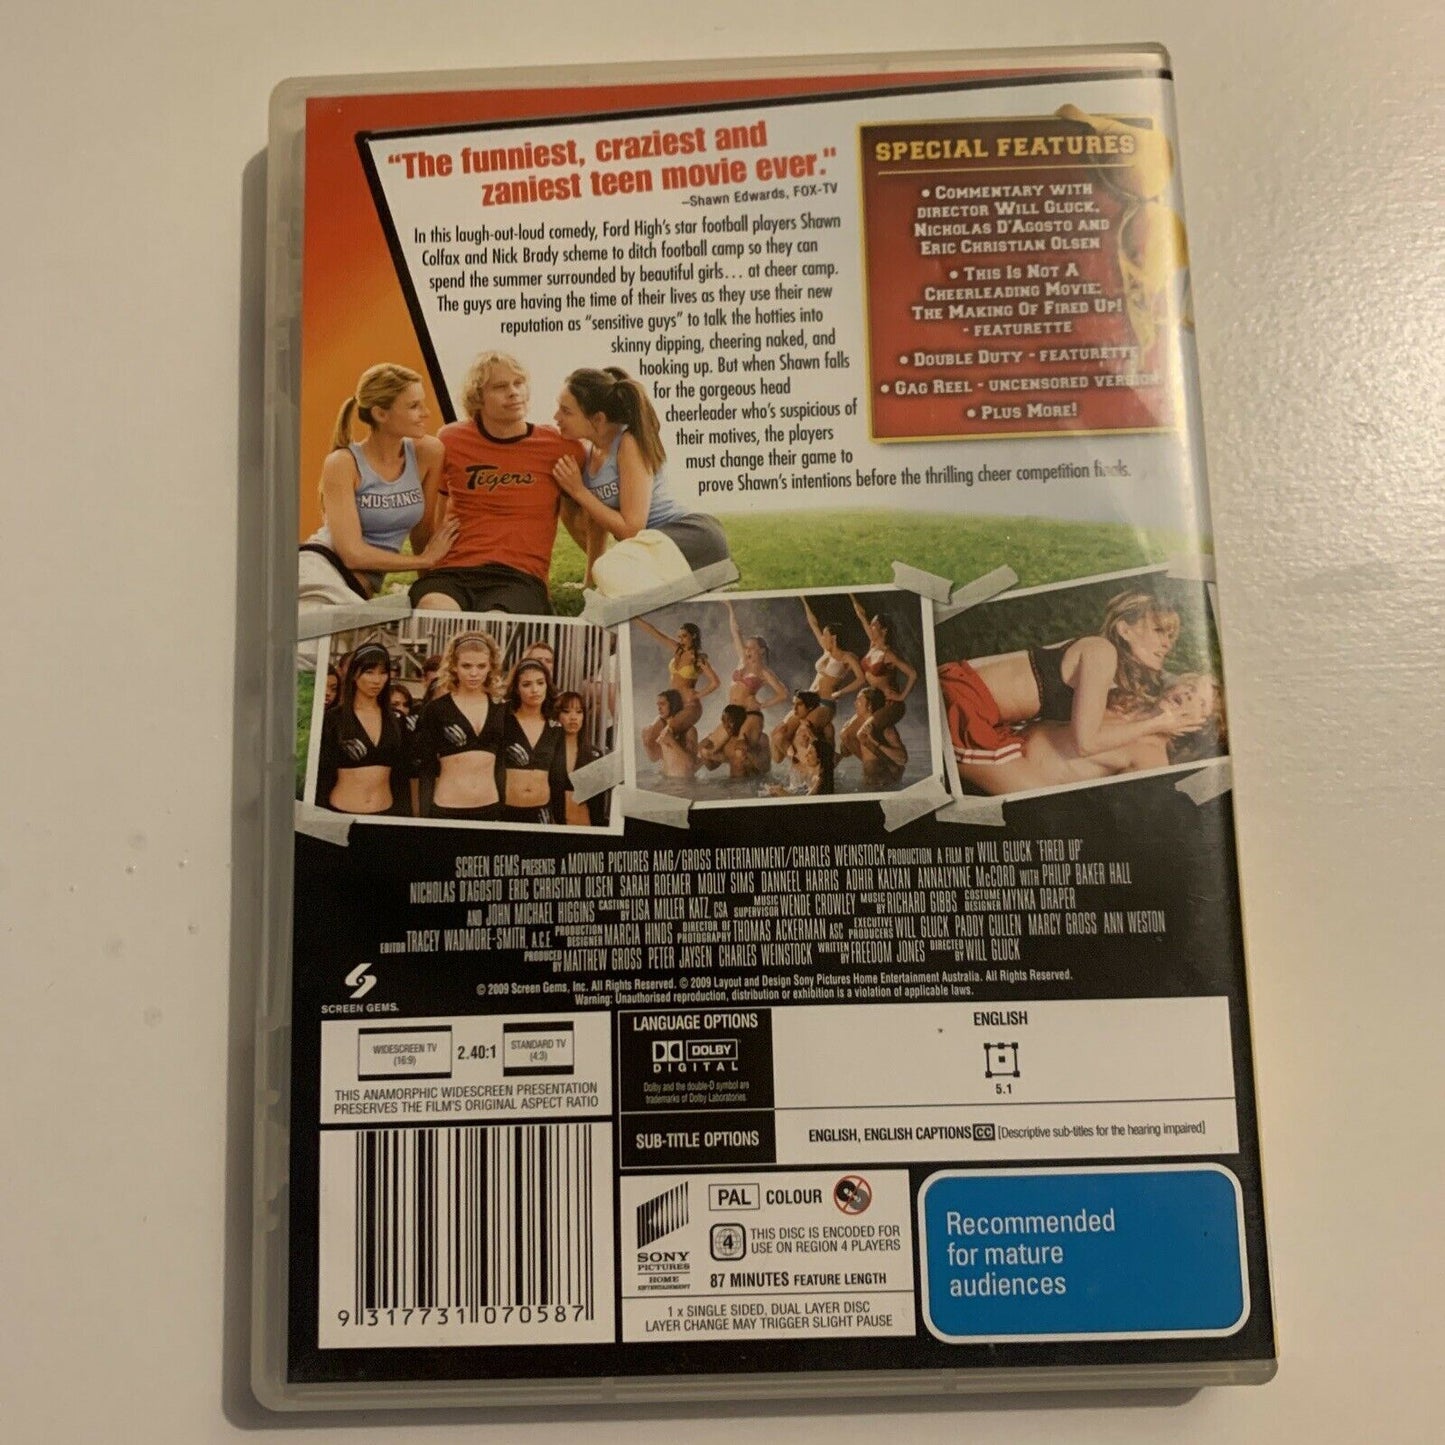 “The funniest, craziest and
zaniest teen movie ever.”
–Shawn Edwards, FOX-TV
In this laugh-out-loud comedy, Ford High's star football players Shawn
Colfax and Nick Brady scheme to ditch football camp so they can
spend the summer surrounded by beautiful girls... at cheer camp.
The guys are having the time of their lives as they use their new
reputation as “sensitive guys” to talk the hotties into
skinny dipping, cheering naked, and
hooking up. But when Shawn falls
for the gorgeous head
cheerleader who's suspicious of
their motives, the players
must change their game to
prove Shawn's intentions before the thrilling cheer competition finals.
SPECIAL FEATURES
• COMMENTARY WITH
DIRECTOR WILL GLUCK,
NICHOLAS D'AGOSTO AND
ERIC CHRISTIAN OLSEN
• THIS IS NOT A
CHEERLEADING MOVIE:
THE MAKING OF FIRED UP!
- FEATURETTE
• DOUBLE DUTY - FEATURETTE
• GAG REEL - UNCENSORED VERSION
• PLUS MORE!
MUSTANGS
Tigers
NGS
SCREEN GEMS PRESENTS A MOVING PICTURES AMG/GROSS ENTERTAINMENT/CHARLES WEINSTOCK PRODUCTION A FILM BY WILL GLUCK "FIRED UP"
NICHOLAS D'AGOSTO ERIC CHRISTIAN OLSEN SARAH ROEMER MOLLY SIMS DANNEEL HARRIS ADHIR KALYAN ANNALYNNE McCORD WITH PHILIP BAKER HALL
AND JOHN MICHAEL HIGGINS CASTING BY LISA MILLER KATZ, CSA MUSIC SUPERVISOR WENDE CROWLEY MUSIC BY RICHARD GIBBS COSTUME DESIGNER MYNKA DRAPER
EDITOR TRACEY WADMORE-SMITH, A.C.E. PRODUCTION DESIGNER MARCIA HINDS DIRECTOR OF PHOTOGRAPHY THOMAS ACKERMAN ASC EXECUTIVE PRODUCERS WILL GLUCK PADDY CULLEN MARCY GROSS ANN WESTON
PRODUCED BY MATTHEW GROSS PETER JAYSEN CHARLES WEINSTOCK WRITTEN BY FREEDOM JONES DIRECTED BY WILL GLUCK
© 2009 Screen Gems, Inc. All Rights Reserved. © 2009 Layout and Design Sony Pictures Home Entertainment Australia. All Rights Reserved.
Warning: Unauthorised reproduction, distribution or exhibition is a violation of applicable laws.
SCREEN GEMS.
WIDESCREEN TV
(16:9)
2.40:1
STANDARD TV
(4:3)
THIS ANAMORPHIC WIDESCREEN PRESENTATION
PRESERVES THE FILM'S ORIGINAL ASPECT RATIO
LANGUAGE OPTIONS
DOLBY
DIGITAL
Dolby and the double-D symbol are
trademarks of Dolby Laboratories
ENGLISH
5.1
SUB-TITLE OPTIONS
ENGLISH, ENGLISH CAPTIONS CC [Descriptive sub-titles for the hearing impaired]
9 317731 070587
SONY
PICTURES
HOME
ENTERTAINMENT
PAL COLOUR
4
THIS DISC IS ENCODED FOR
USE ON REGION 4 PLAYERS
87 MINUTES FEATURE LENGTH
1 x SINGLE SIDED, DUAL LAYER DISC
LAYER CHANGE MAY TRIGGER SLIGHT PAUSE
Recommended
for mature
audiences